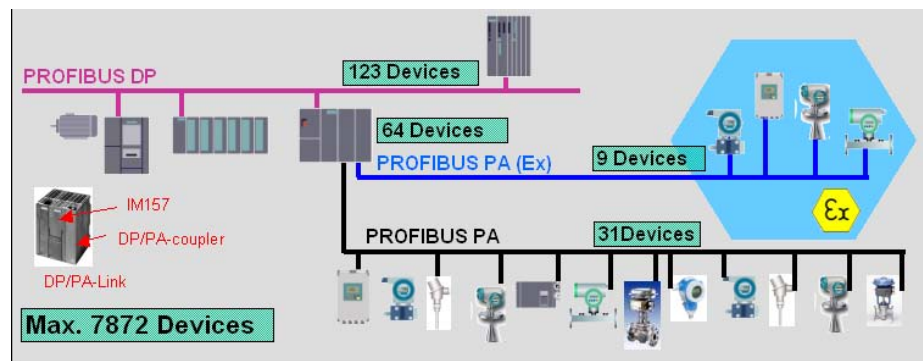 123 Devices
PROFIBUS DP
64 Devices
PROFIBUS PA (Ex)
9 Devices
IM157
DP/PA-coupler
DP/PA-Link
PROFIBUS PA
31Devices
Ex
Max. 7872 Devices